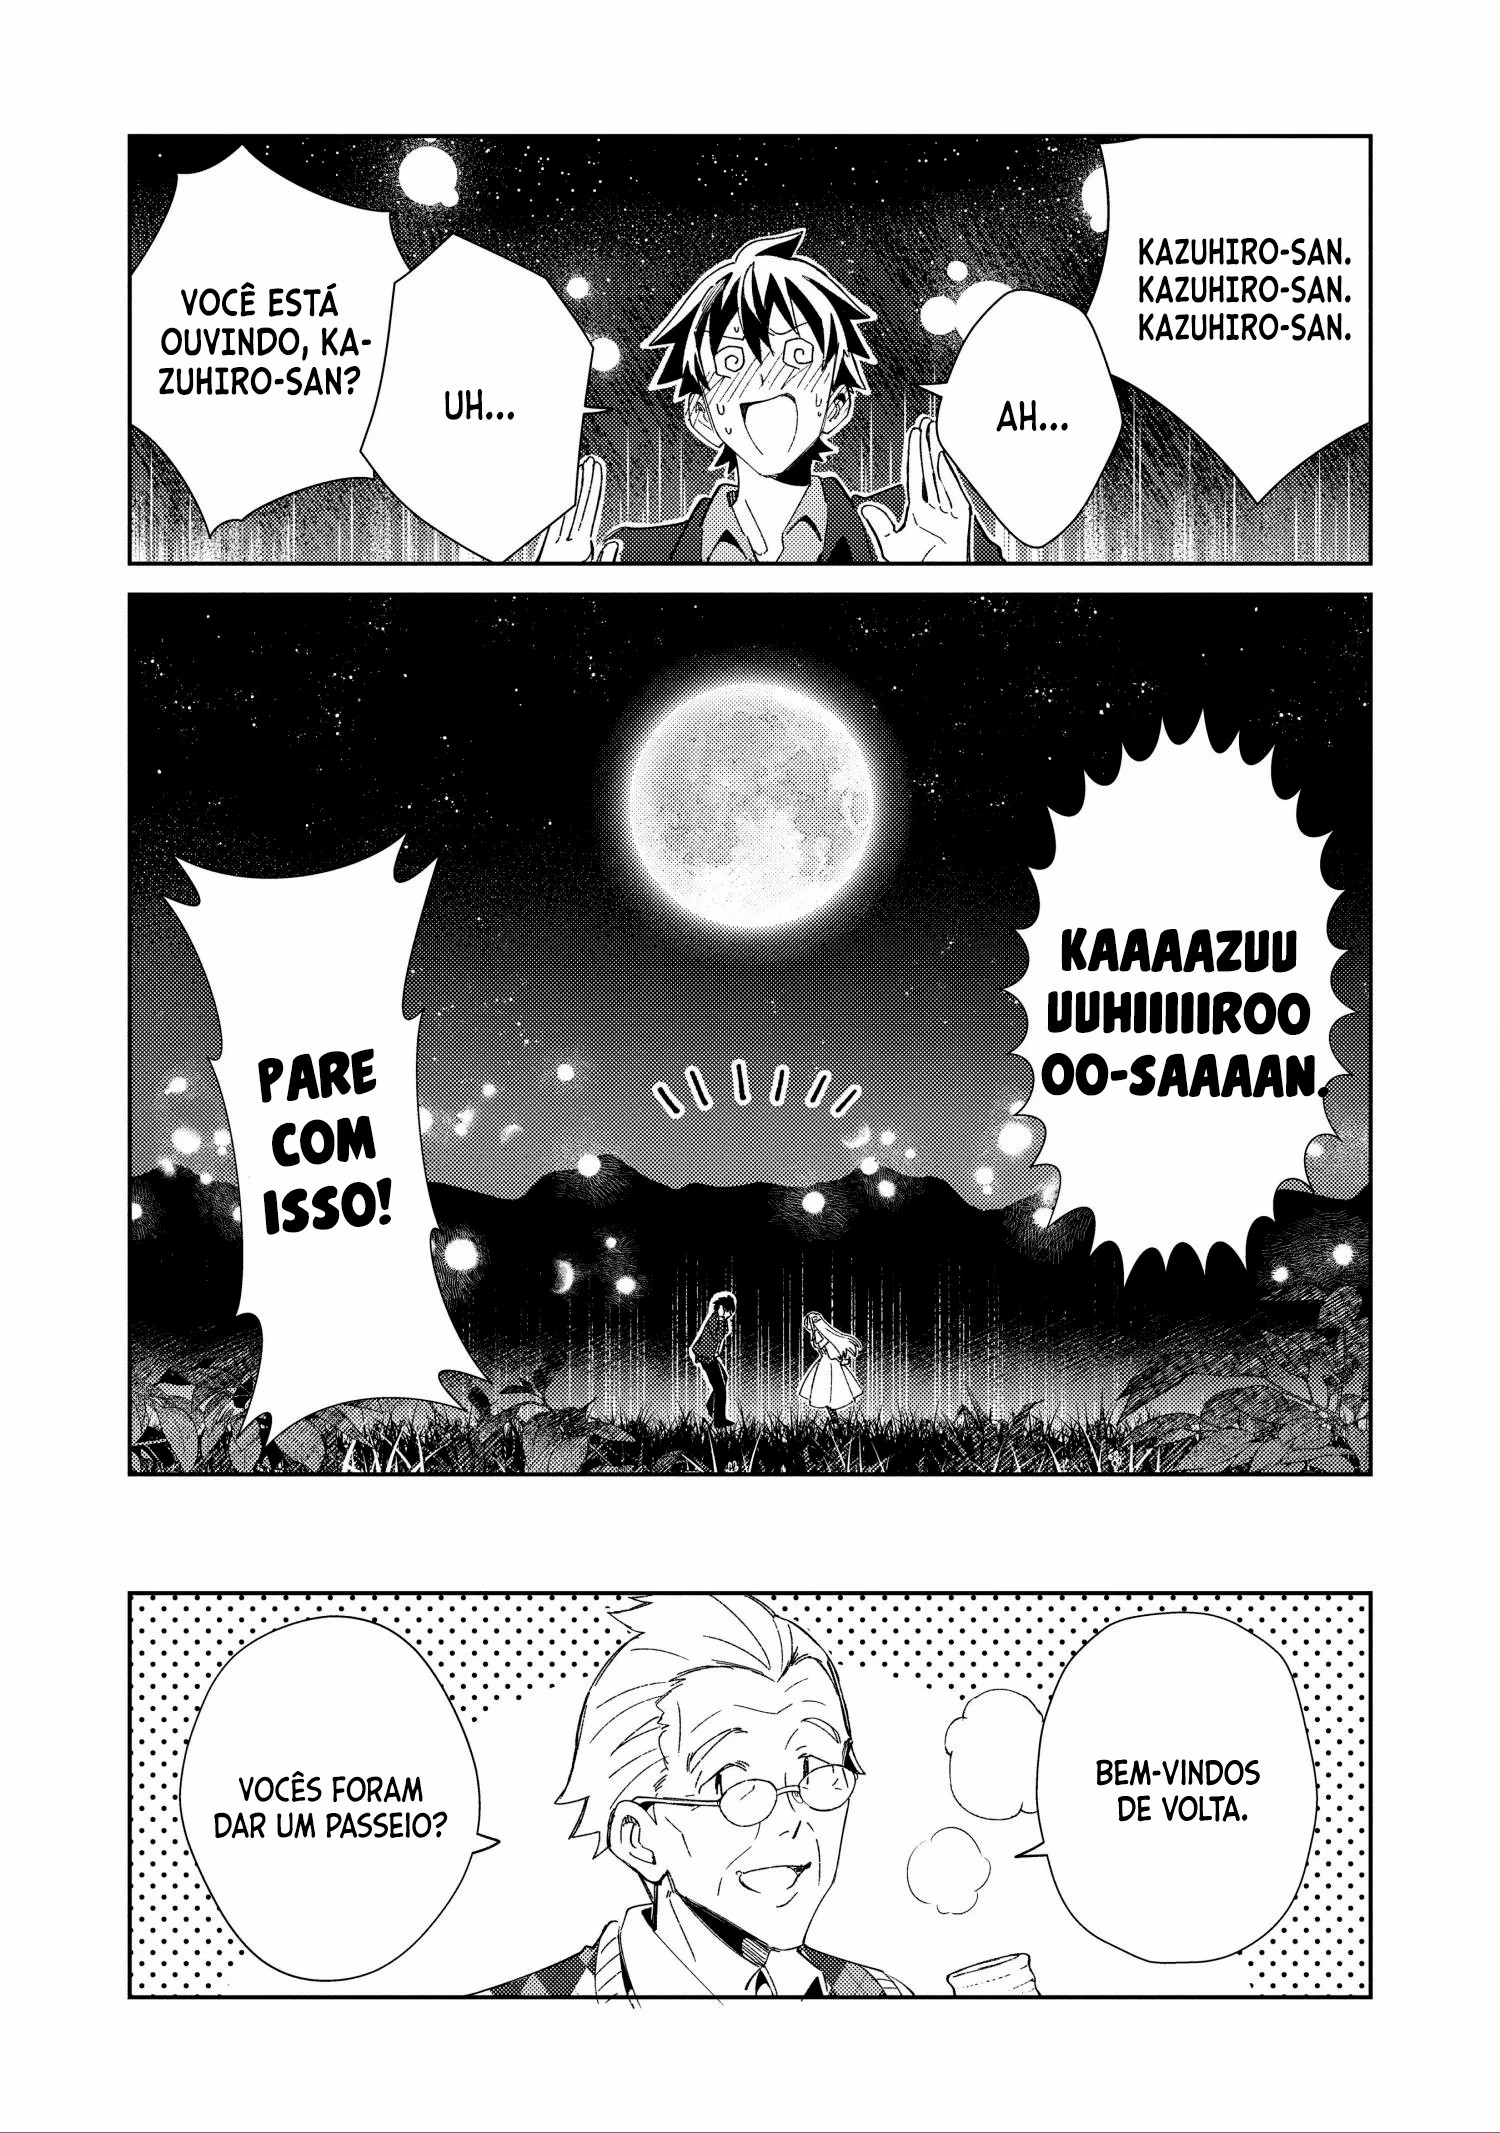 KAZUHIRO-SAN.
KAZUHIRO-SAN.
KAZUHIRO-SAN.
AH...
UH...
VOCÊ ESTÁ
OUVINDO, KA-
ZUHIRO-SAN?
KAAAAZUU
UUHIIIIIROO
OO-SAAAAN.
PARE
COM
ISSO!
BEM-VINDOS
DE VOLTA.
VOCÊS FORAM
DAR UM PASSEIO?